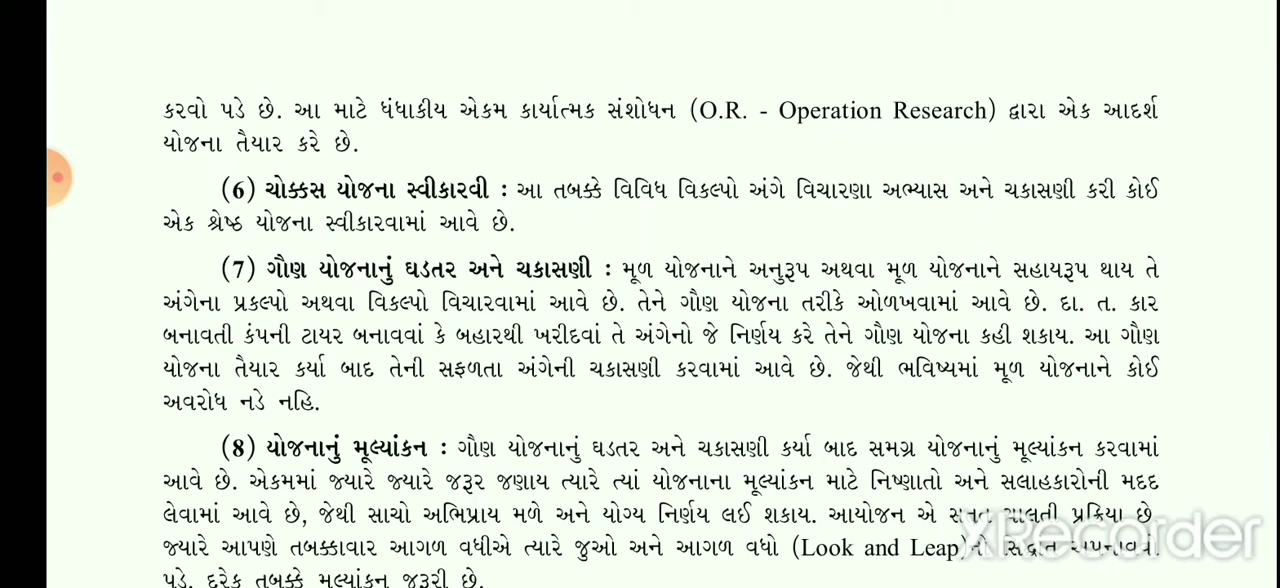 કરવો પડે છે. આ માટે ધંધાકીય એકમ કાર્યાત્મક સંશોધન (O.R. - Operation Research) દ્વારા એક આદર્શ
યોજના તૈયાર કરે છે.
(6) ચોક્કસ યોજના સ્વીકારવી : આ તબક્કે વિવિધ વિકલ્પો અંગે વિચારણા અભ્યાસ અને ચકાસણી કરી કોઈ
એક શ્રેષ્ઠ યોજના સ્વીકારવામાં આવે છે.
(7) ગૌણ યોજનાનું ઘડતર અને ચકાસણી : મૂળ યોજનાને અનુરૂપ અથવા મૂળ યોજનાને સહાયરૂપ થાય તે
અંગેના પ્રકલ્પો અથવા વિકલ્પો વિચારવામાં આવે છે. તેને ગૌણ યોજના તરીકે ઓળખવામાં આવે છે. દા. ત. કાર
બનાવતી કંપની ટાયર બનાવવાં કે બહારથી ખરીદવાં તે અંગેનો જે નિર્ણય કરે તેને ગૌણ યોજના કહી શકાય. આ ગૌણ
યોજના તૈયાર કર્યા બાદ તેની સફળતા અંગેની ચકાસણી કરવામાં આવે છે. જેથી ભવિષ્યમાં મૂળ યોજનાને કોઈ
અવરોધ નડે નહિ.
(8) યોજનાનું મૂલ્યાંકન : ગૌણ યોજનાનું ઘડતર અને ચકાસણી કર્યા બાદ સમગ્ર યોજનાનું મૂલ્યાંકન કરવામાં
આવે છે. એકમમાં જ્યારે જ્યારે જરૂર જણાય ત્યારે ત્યાં યોજનાના મૂલ્યાંકન માટે નિષ્ણાતો અને સલાહકારોની મદદ
લેવામાં આવે છે, જેથી સાચો અભિપ્રાય મળે અને યોગ્ય નિર્ણય લઈ શકાય. આયોજન એ સતત ચાલતી પ્રક્રિયા છે
જ્યારે આપણે તબક્કાવાર આગળ વધીએ ત્યારે જુઓ અને આગળ વધો (Look and Leap)નો સિદ્ધાંત અપનાવવો
પડે. દરેક તબક્કે મૂલ્યાંકન જરૂરી છે.
XRecorder